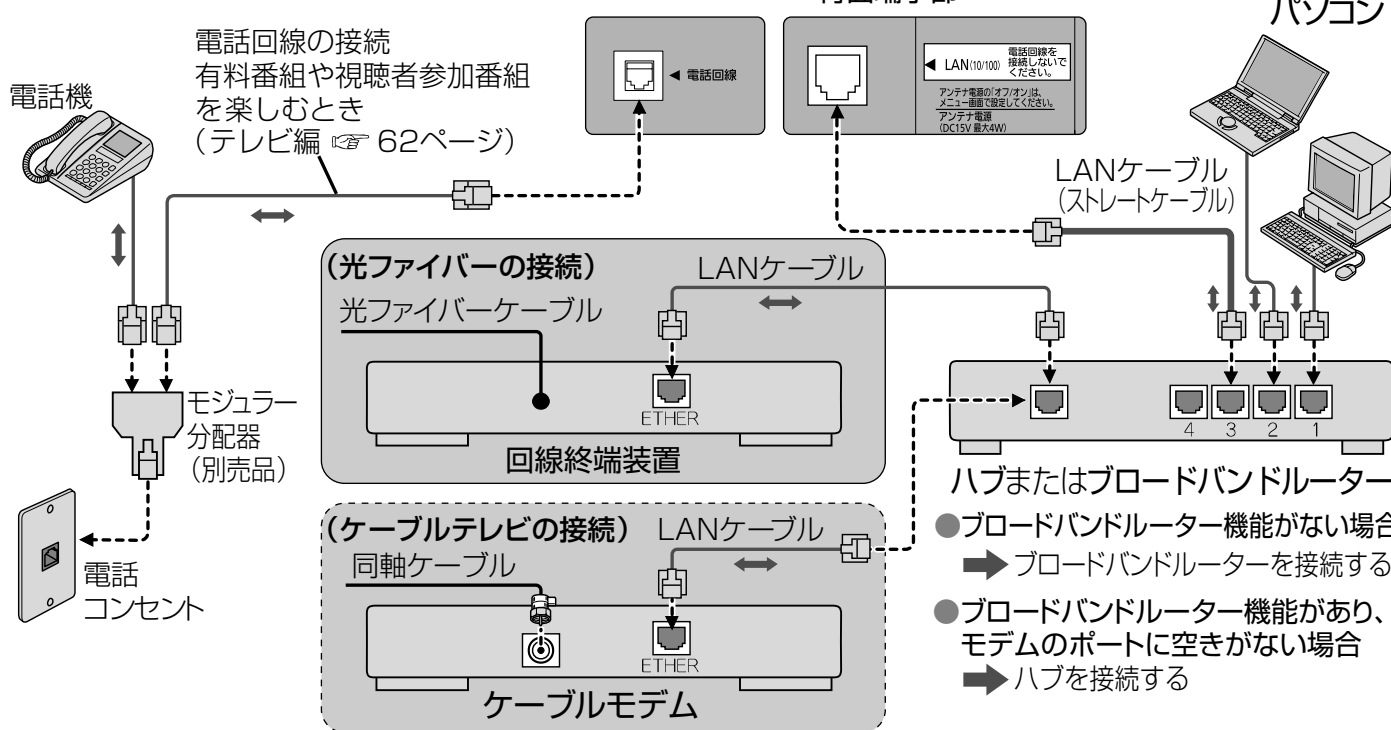 パソコン
電話回線の接続
有料番組や視聴者参加番組
を楽しむとき
(テレビ編 ☞ 62ページ)
電話機
◀ 電話回線
◀ LAN(10/100)
電話回線を
接続しないで
ください。
アンテナ電源の「オフ/オン」は、
メニュー画面で設定してください。
アンテナ電源
(DC15V 最大4W)
LANケーブル
(ストレートケーブル)
(光ファイバーの接続)
LANケーブル
光ファイバーケーブル
ETHER
回線終端装置
モジュラー
分配器
(別売品)
電話
コンセント
4 3 2 1
ハブまたはブロードバンドルーター
●ブロードバンドルーター機能がない場合
➡ ブロードバンドルーターを接続する
●ブロードバンドルーター機能があり、
モデムのポートに空きがない場合
➡ ハブを接続する
(ケーブルテレビの接続)
LANケーブル
同軸ケーブル
ETHER
ケーブルモデム